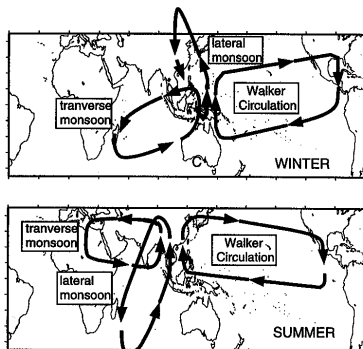 lateral
monsoon
tranverse
monsoon
Walker
Circulation
WINTER
tranverse
monsoon
lateral
monsoon
Walker
Circulation
SUMMER